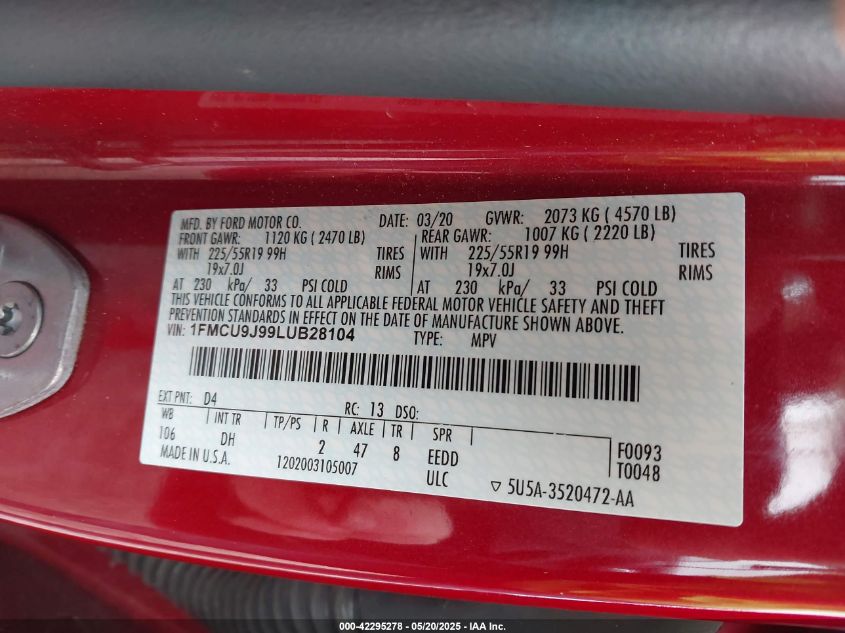 MFD. BY FORD MOTOR CO. DATE: 03/20 GVWR: 2073 KG ( 4570 LB)
FRONT GAWR: 1120 KG ( 2470 LB) REAR GAWR: 1007 KG ( 2220 LB)
WITH 225/55R19 99H TIRES WITH 225/55R19 99H TIRES
19x7.0J RIMS 19x7.0J RIMS
AT 230 kPa/ 33 PSI COLD AT 230 kPa/ 33 PSI COLD
THIS VEHICLE CONFORMS TO ALL APPLICABLE FEDERAL MOTOR VEHICLE SAFETY AND THEFT
PREVENTION STANDARDS IN EFFECT ON THE DATE OF MANUFACTURE SHOWN ABOVE.
VIN: 1FMCU9J99LUB28104 TYPE: MPV
EXT PNT: D4 RC: 13 DSO:
WB INT TR TP/PS R AXLE TR SPR
106 DH 2 47 8 EEDD F0093
MADE IN U.S.A. 1202003105007 ULC T0048
▽ 5U5A-3520472-AA
000-42295278 - 05/20/2025 - IAA Inc.